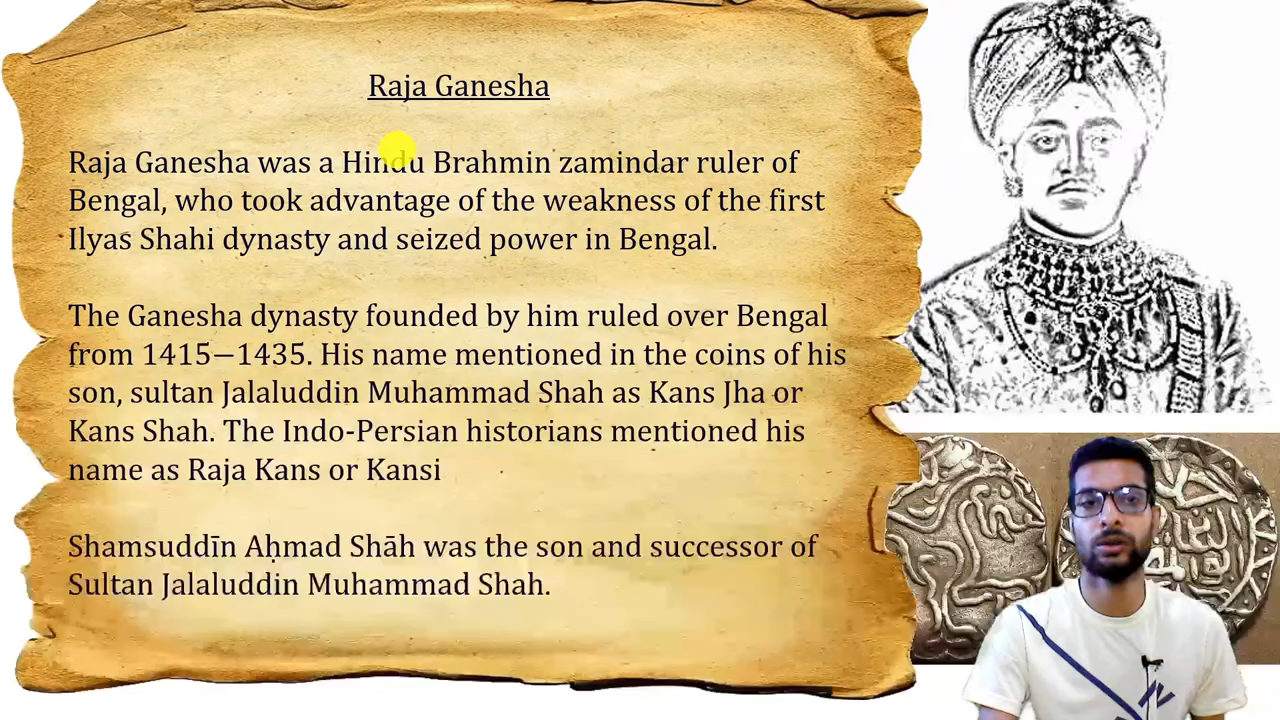 Raja Ganesha
Raja Ganesha was a Hindu Brahmin zamindar ruler of
Bengal, who took advantage of the weakness of the first
Ilyas Shahi dynasty and seized power in Bengal.
The Ganesha dynasty founded by him ruled over Bengal
from 1415−1435. His name mentioned in the coins of his
son, sultan Jalaluddin Muhammad Shah as Kans Jha or
Kans Shah. The Indo-Persian historians mentioned his
name as Raja Kans or Kansi
Shamsuddīn Aḥmad Shāh was the son and successor of
Sultan Jalaluddin Muhammad Shah.